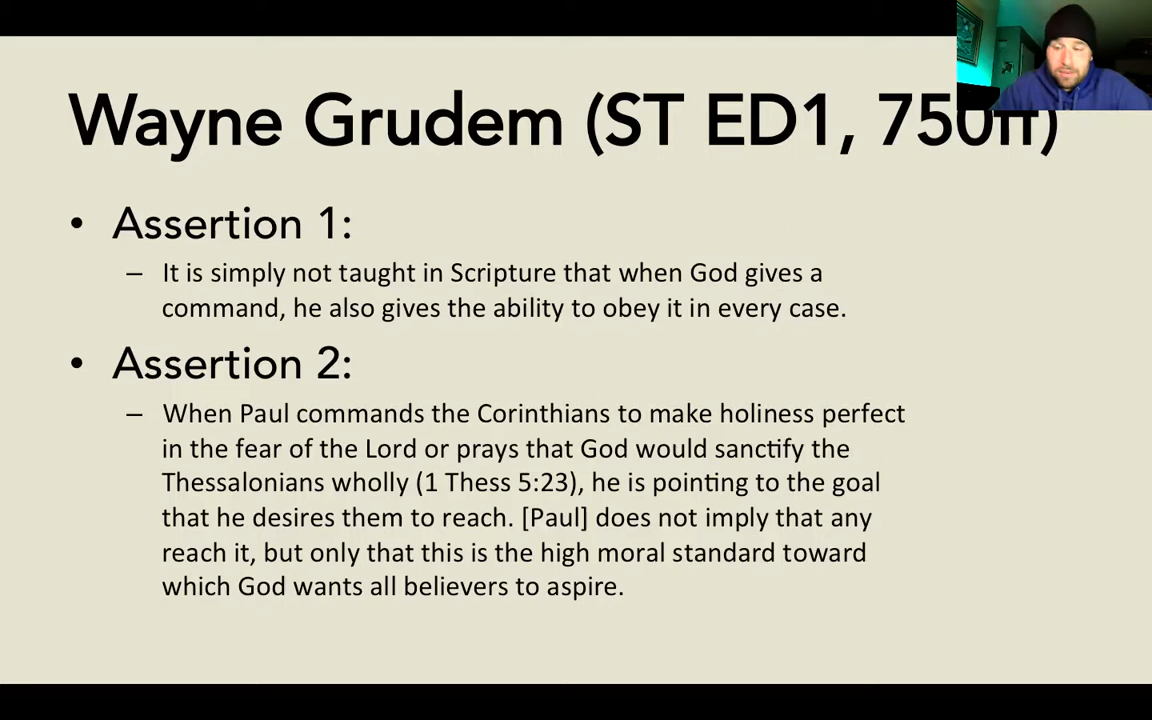 Wayne Grudem (ST ED1, 750ff)
• Assertion 1:
– It is simply not taught in Scripture that when God gives a
command, he also gives the ability to obey it in every case.
• Assertion 2:
– When Paul commands the Corinthians to make holiness perfect
in the fear of the Lord or prays that God would sanctify the
Thessalonians wholly (1 Thess 5:23), he is pointing to the goal
that he desires them to reach. [Paul] does not imply that any
reach it, but only that this is the high moral standard toward
which God wants all believers to aspire.